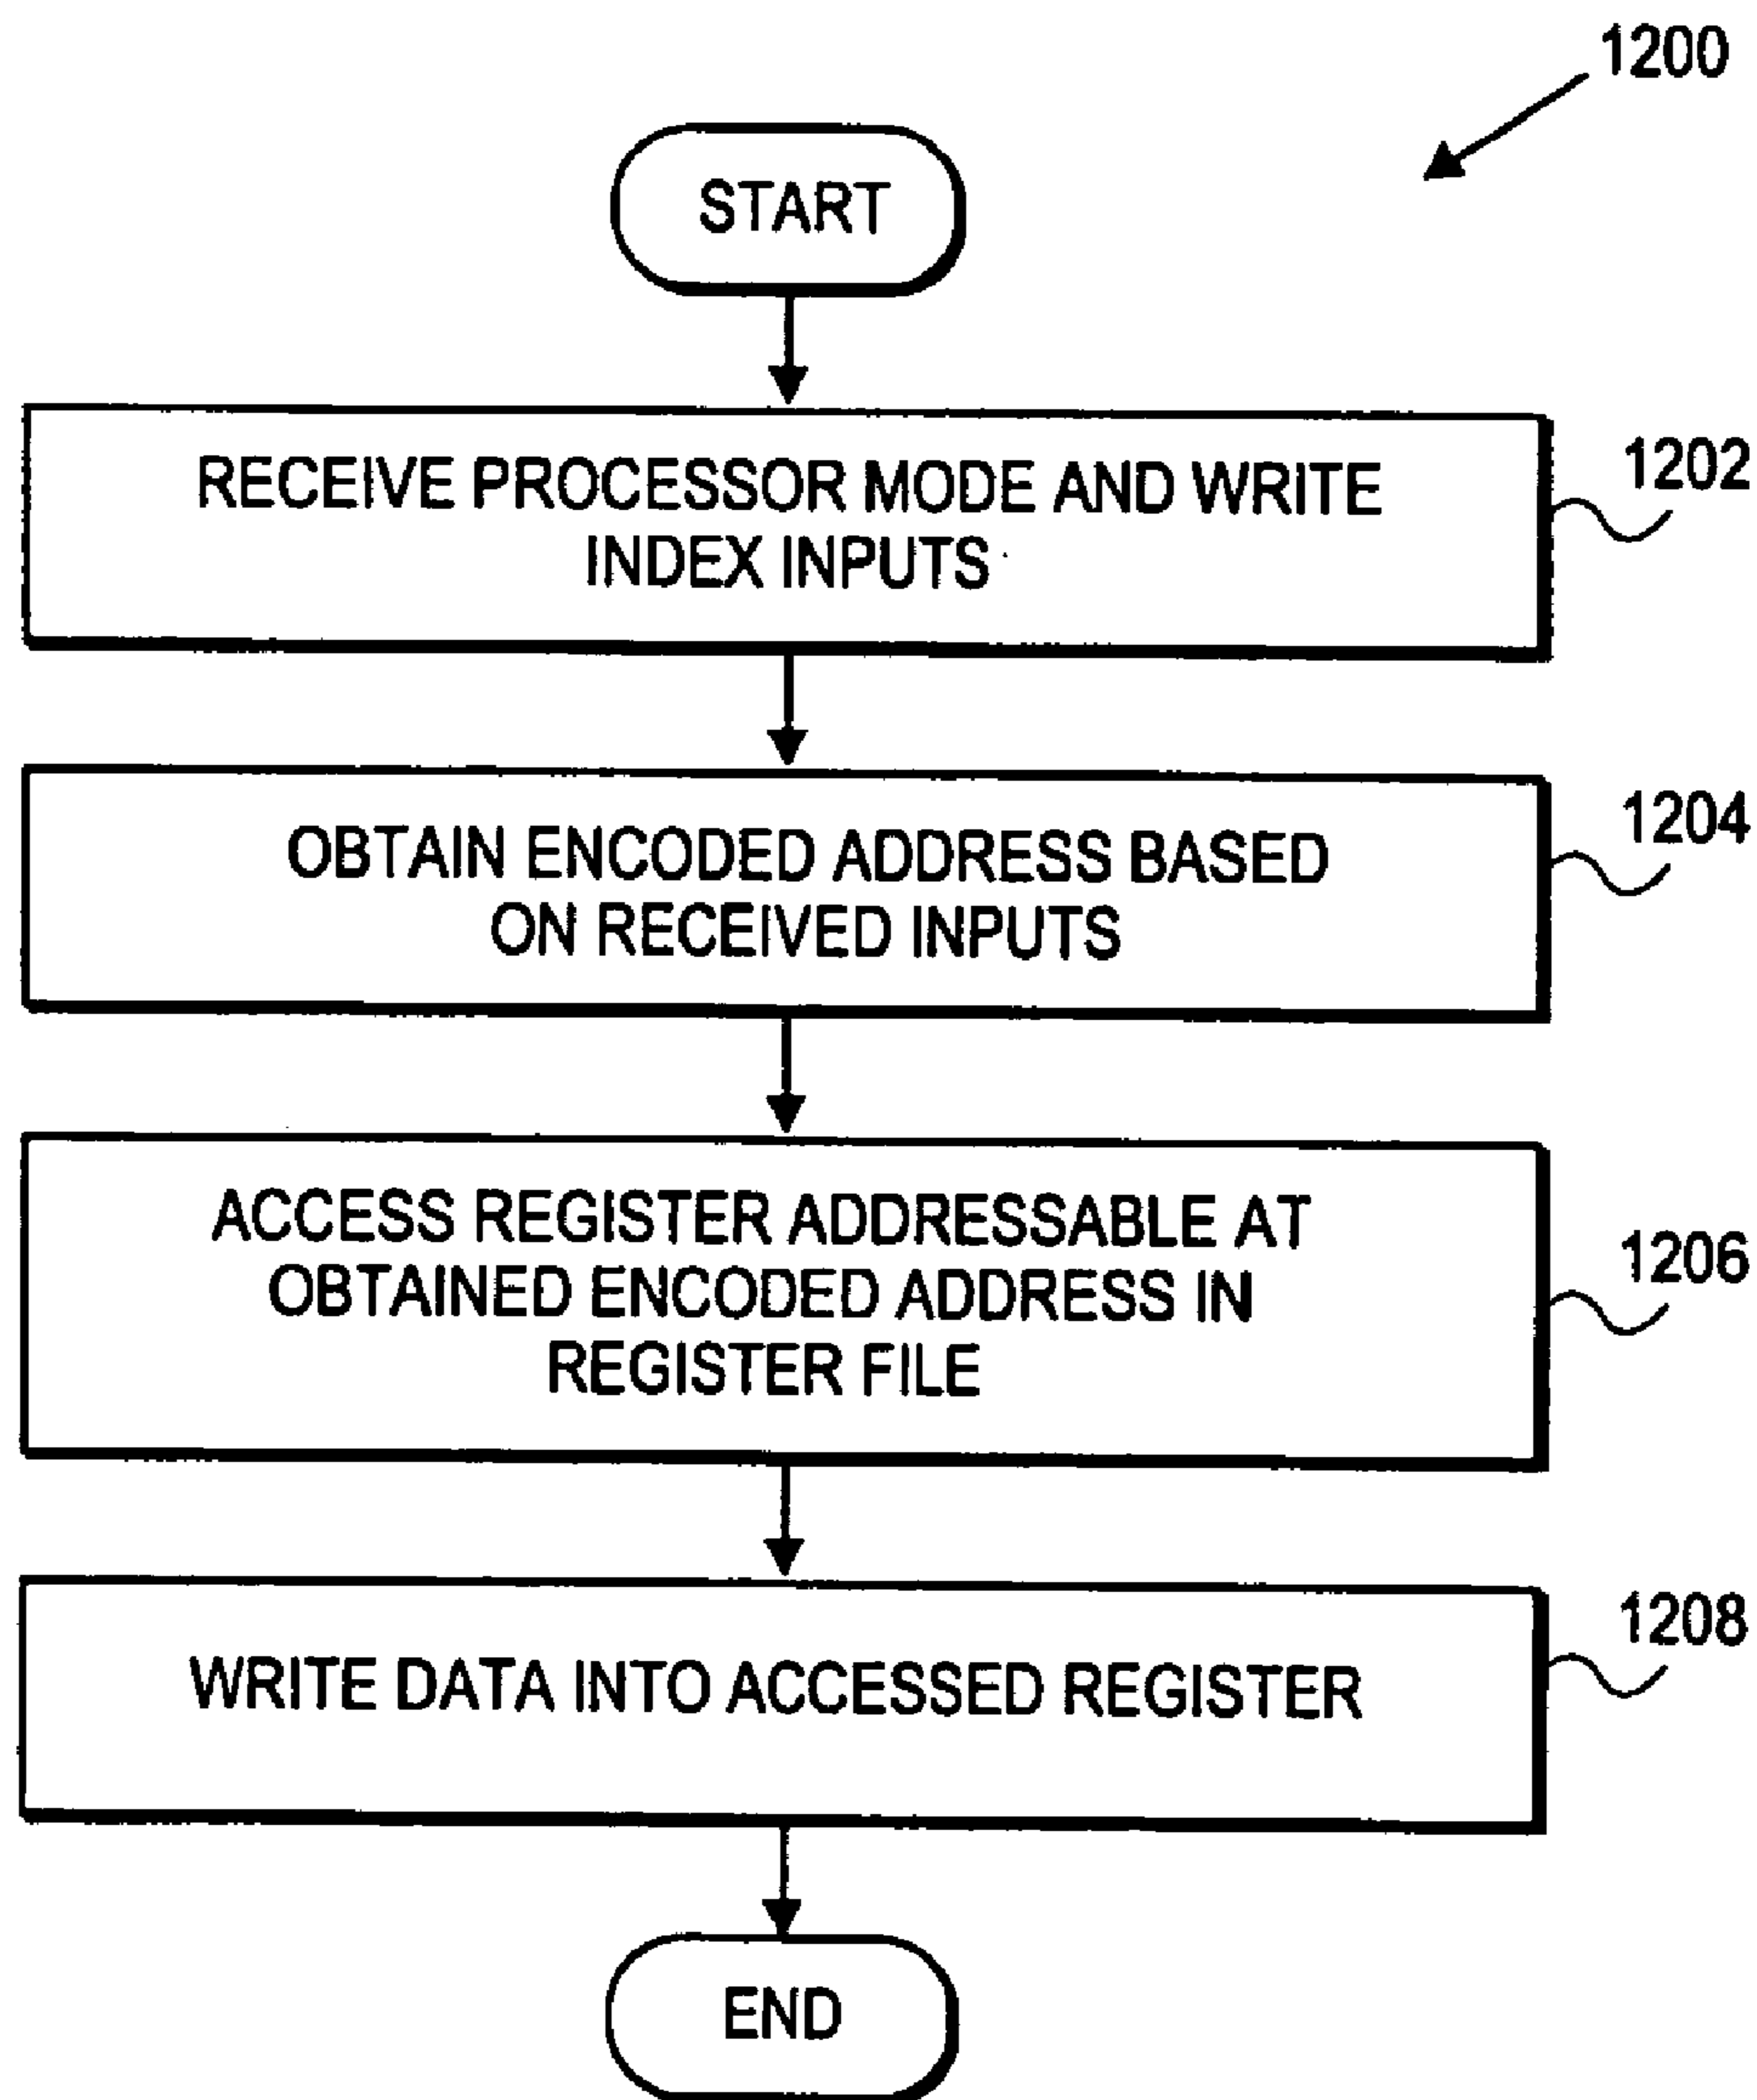 1200
START
RECEIVE PROCESSOR MODE AND WRITE
INDEX INPUTS
1202
OBTAIN ENCODED ADDRESS BASED
ON RECEIVED INPUTS
1204
ACCESS REGISTER ADDRESSABLE AT
OBTAINED ENCODED ADDRESS IN
REGISTER FILE
1206
WRITE DATA INTO ACCESSED REGISTER
1208
END